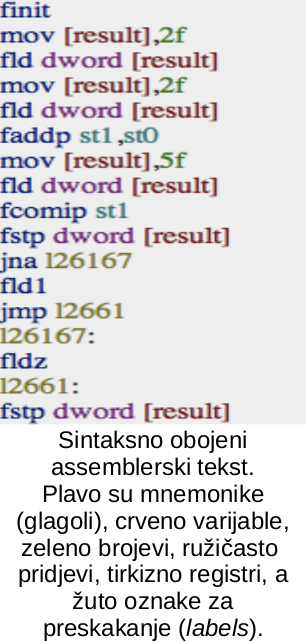 finit
mov [result],2f
fld dword [result]
mov [result],2f
fld dword [result]
faddp st1,st0
mov [result],5f
fld dword [result]
fcomip st1
fstp dword [result]
jna l26167
fld1
jmp l2661
l26167:
fldz
l2661:
fstp dword [result]
Sintaksno obojeni
assemblerski tekst.
Plavo su mnemonike
(glagoli), crveno varijable,
zeleno brojevi, ružičasto
pridjevi, tirkizno registri, a
žuto oznake za
preskakanje (labels).